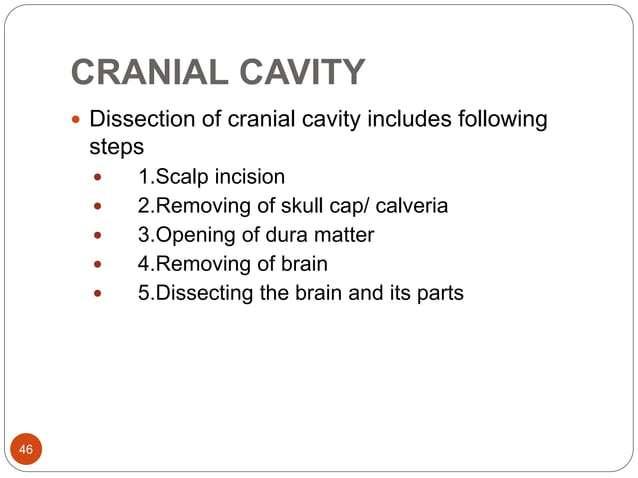 CRANIAL CAVITY
• Dissection of cranial cavity includes following
steps
• 1.Scalp incision
• 2.Removing of skull cap/ calveria
• 3.Opening of dura matter
• 4.Removing of brain
• 5.Dissecting the brain and its parts
46